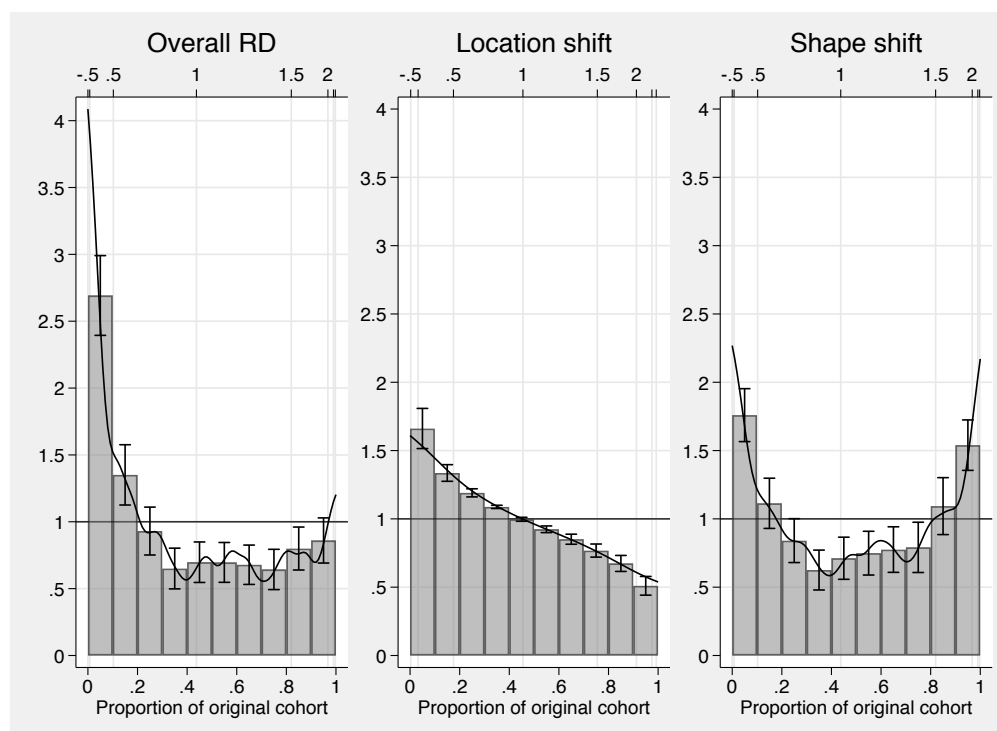 Overall RD
-.5 .5 1 1.5 2
4
3.5
3
2.5
2
1.5
1
.5
0
0 .2 .4 .6 .8 1
Proportion of original cohort
Location shift
-.5 .5 1 1.5 2
4
3.5
3
2.5
2
1.5
1
.5
0
0 .2 .4 .6 .8 1
Proportion of original cohort
Shape shift
-.5 .5 1 1.5 2
4
3.5
3
2.5
2
1.5
1
.5
0
0 .2 .4 .6 .8 1
Proportion of original cohort